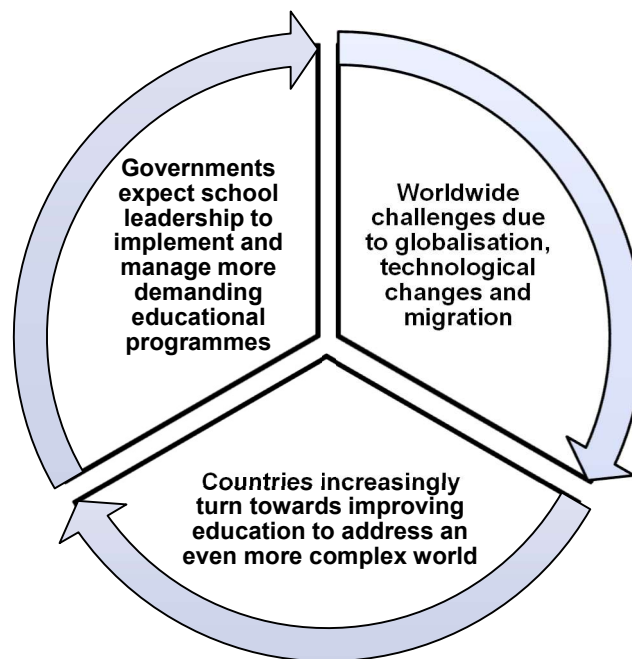 Governments
expect school
leadership to
implement and
manage more
demanding
educational
programmes
Worldwide
challenges due
to globalisation,
technological
changes and
migration
Countries increasingly
turn towards improving
education to address an
even more complex world